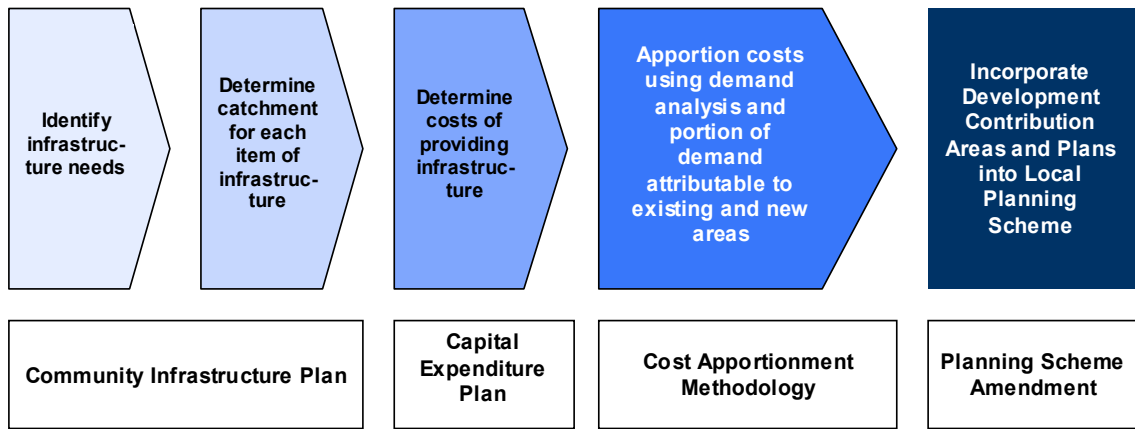 Identify
infrastruc-
ture needs
Determine
catchment
for each
item of
infrastruc-
ture
Determine
costs of
providing
infrastruc-
ture
Apportion costs
using demand
analysis and
portion of
demand
attributable to
existing and new
areas
Incorporate
Development
Contribution
Areas and Plans
into Local
Planning
Scheme
Community Infrastructure Plan
Capital
Expenditure
Plan
Cost Apportionment
Methodology
Planning Scheme
Amendment